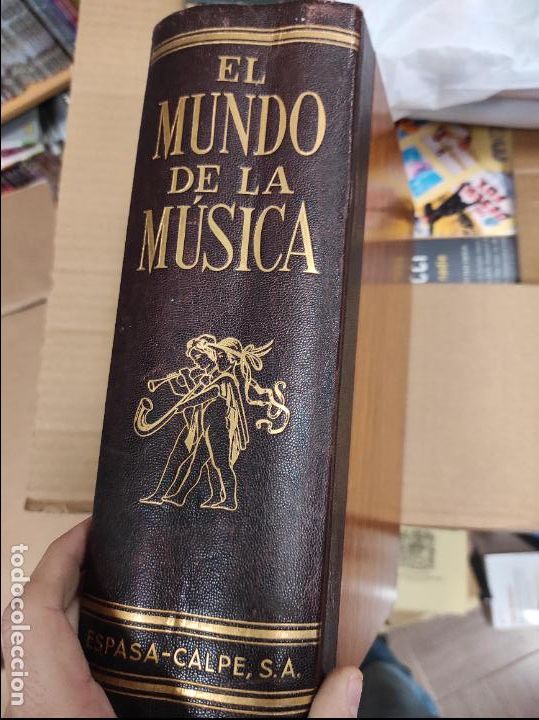 EL
MUNDO
DE LA
MÚSICA
ESPASA-CALPE, S.A.
todocoleccion